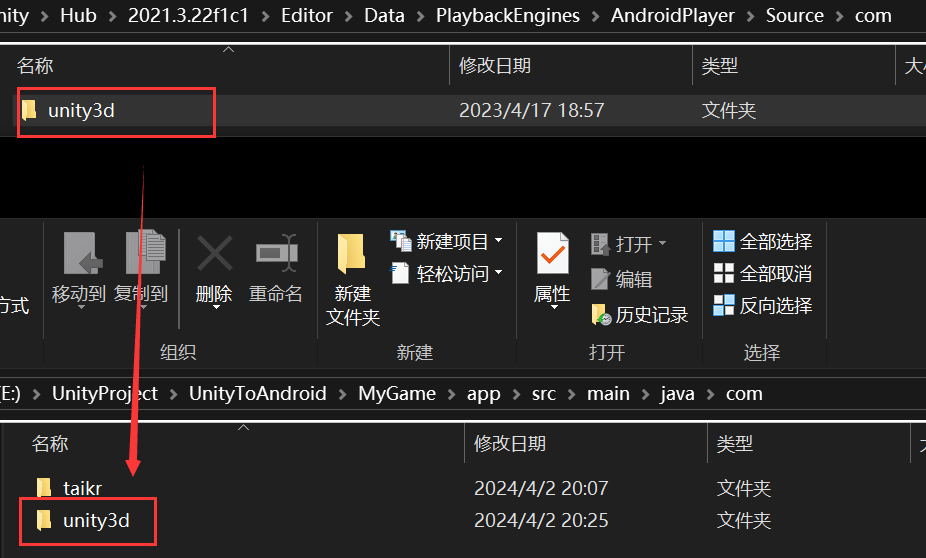 nity > Hub > 2021.3.22f1c1 > Editor > Data > PlaybackEngines > AndroidPlayer > Source > com
名称 修改日期 类型 大小
unity3d 2023/4/17 18:57 文件夹
移动到 复制到 删除 重命名 新建文件夹 新建项目 轻松访问 属性 打开 编辑 历史记录 全部选择 全部取消 反向选择
方式
组织 新建 打开 选择
(E:) > UnityProject > UnityToAndroid > MyGame > app > src > main > java > com
名称 修改日期 类型
taikr 2024/4/2 20:07 文件夹
unity3d 2024/4/2 20:25 文件夹